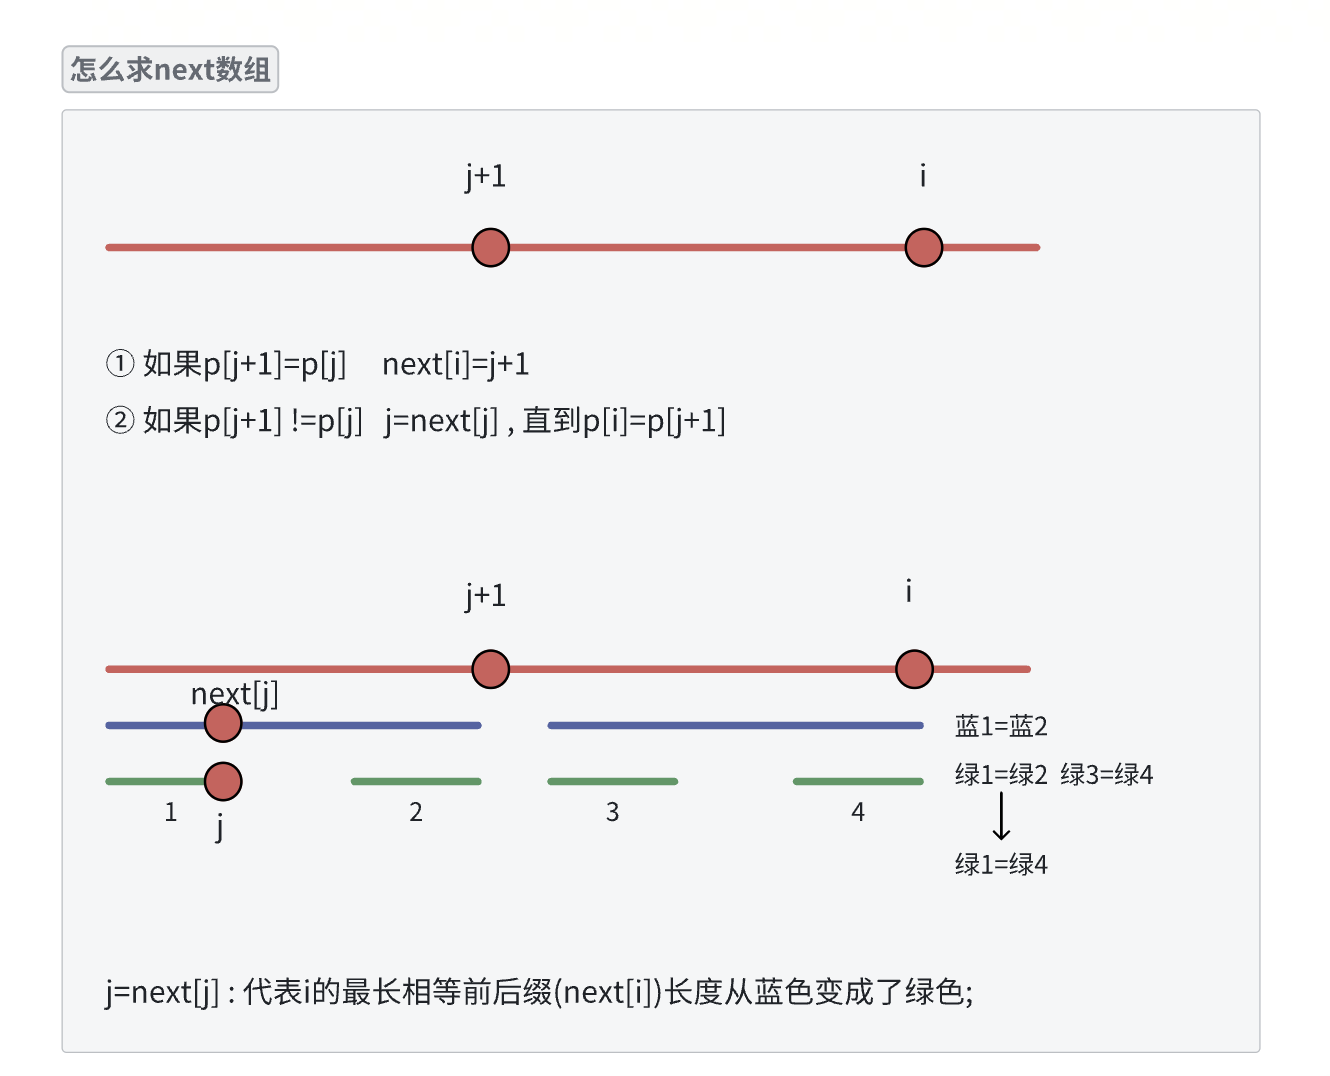 怎么求next数组
j+1 i
① 如果p[j+1]=p[j] next[i]=j+1
② 如果p[j+1] !=p[j] j=next[j] , 直到p[i]=p[j+1]
j+1 i
next[j]
蓝1=蓝2
绿1=绿2 绿3=绿4
1 2 3 4
j
绿1=绿4
j=next[j] : 代表i的最长相等前后缀(next[i])长度从蓝色变成了绿色;